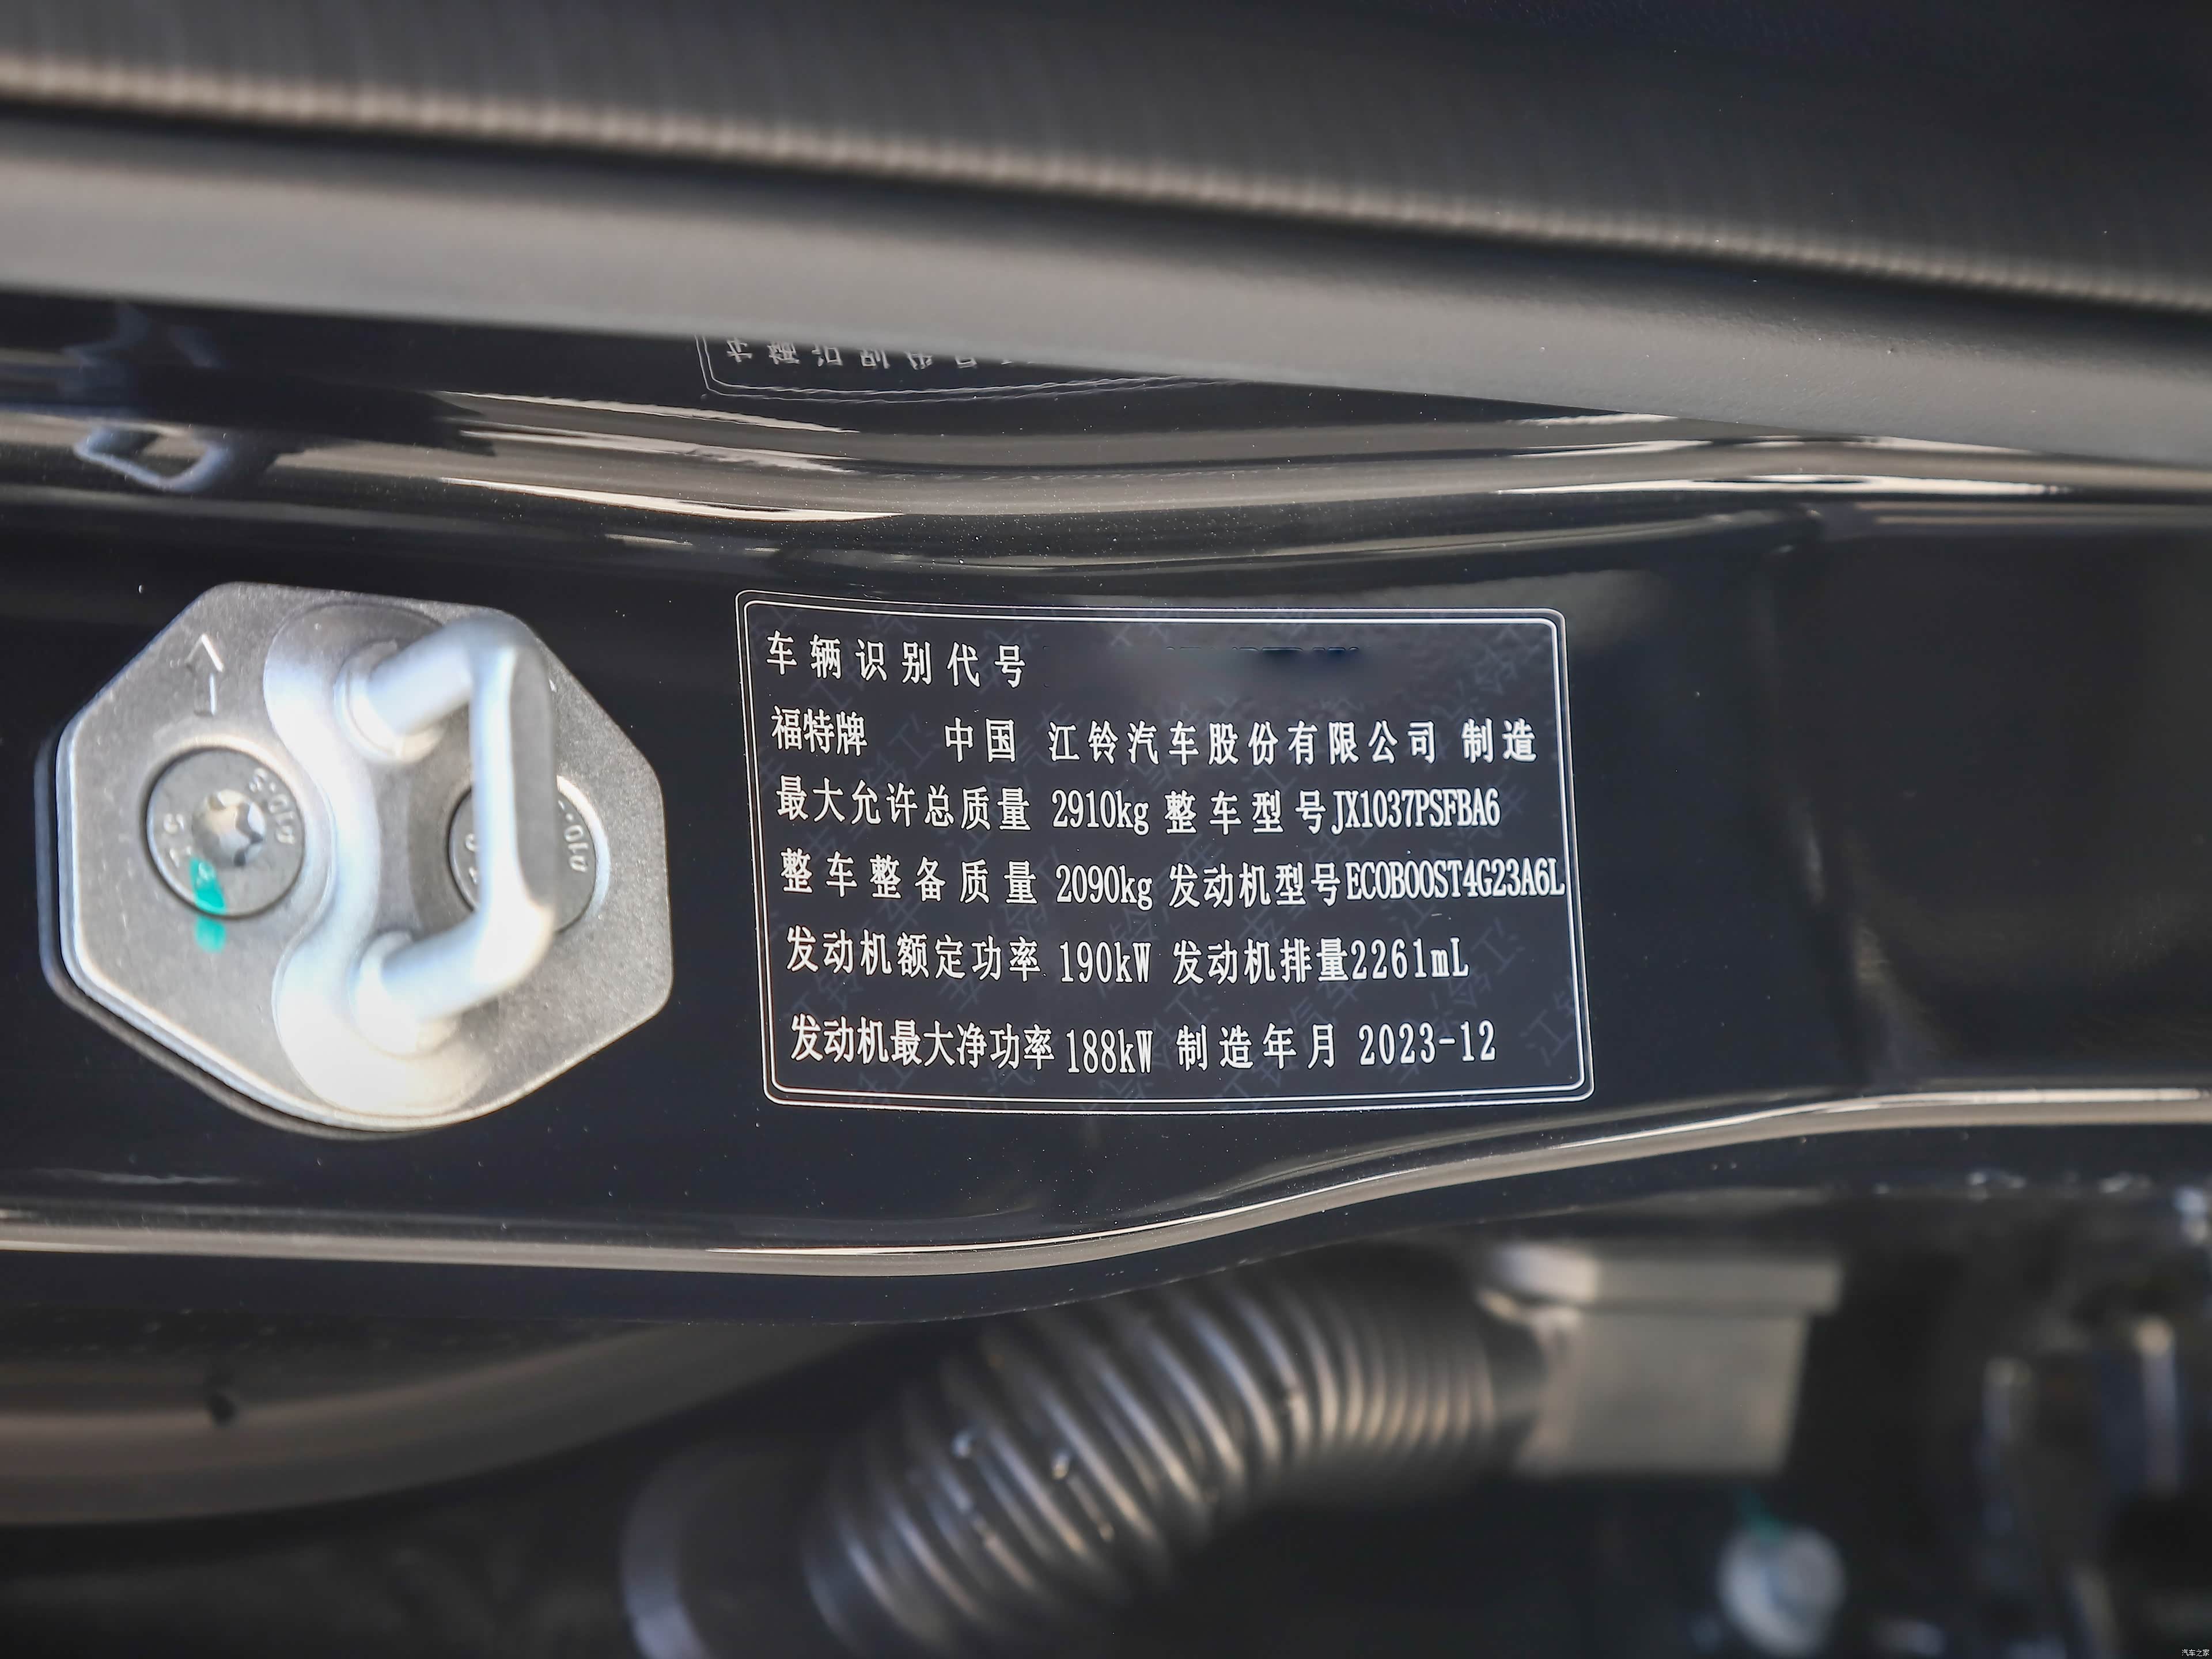 车辆识别代号
福特牌 中国 江铃汽车股份有限公司 制造
最大允许总质量 2910kg 整车型号JX1037PSFBA6
整车整备质量 2090kg 发动机型号ECOBOOST4G23A6L
发动机额定功率 190kW 发动机排量2261mL
发动机最大净功率 188kW 制造年月 2023-12
汽车之家